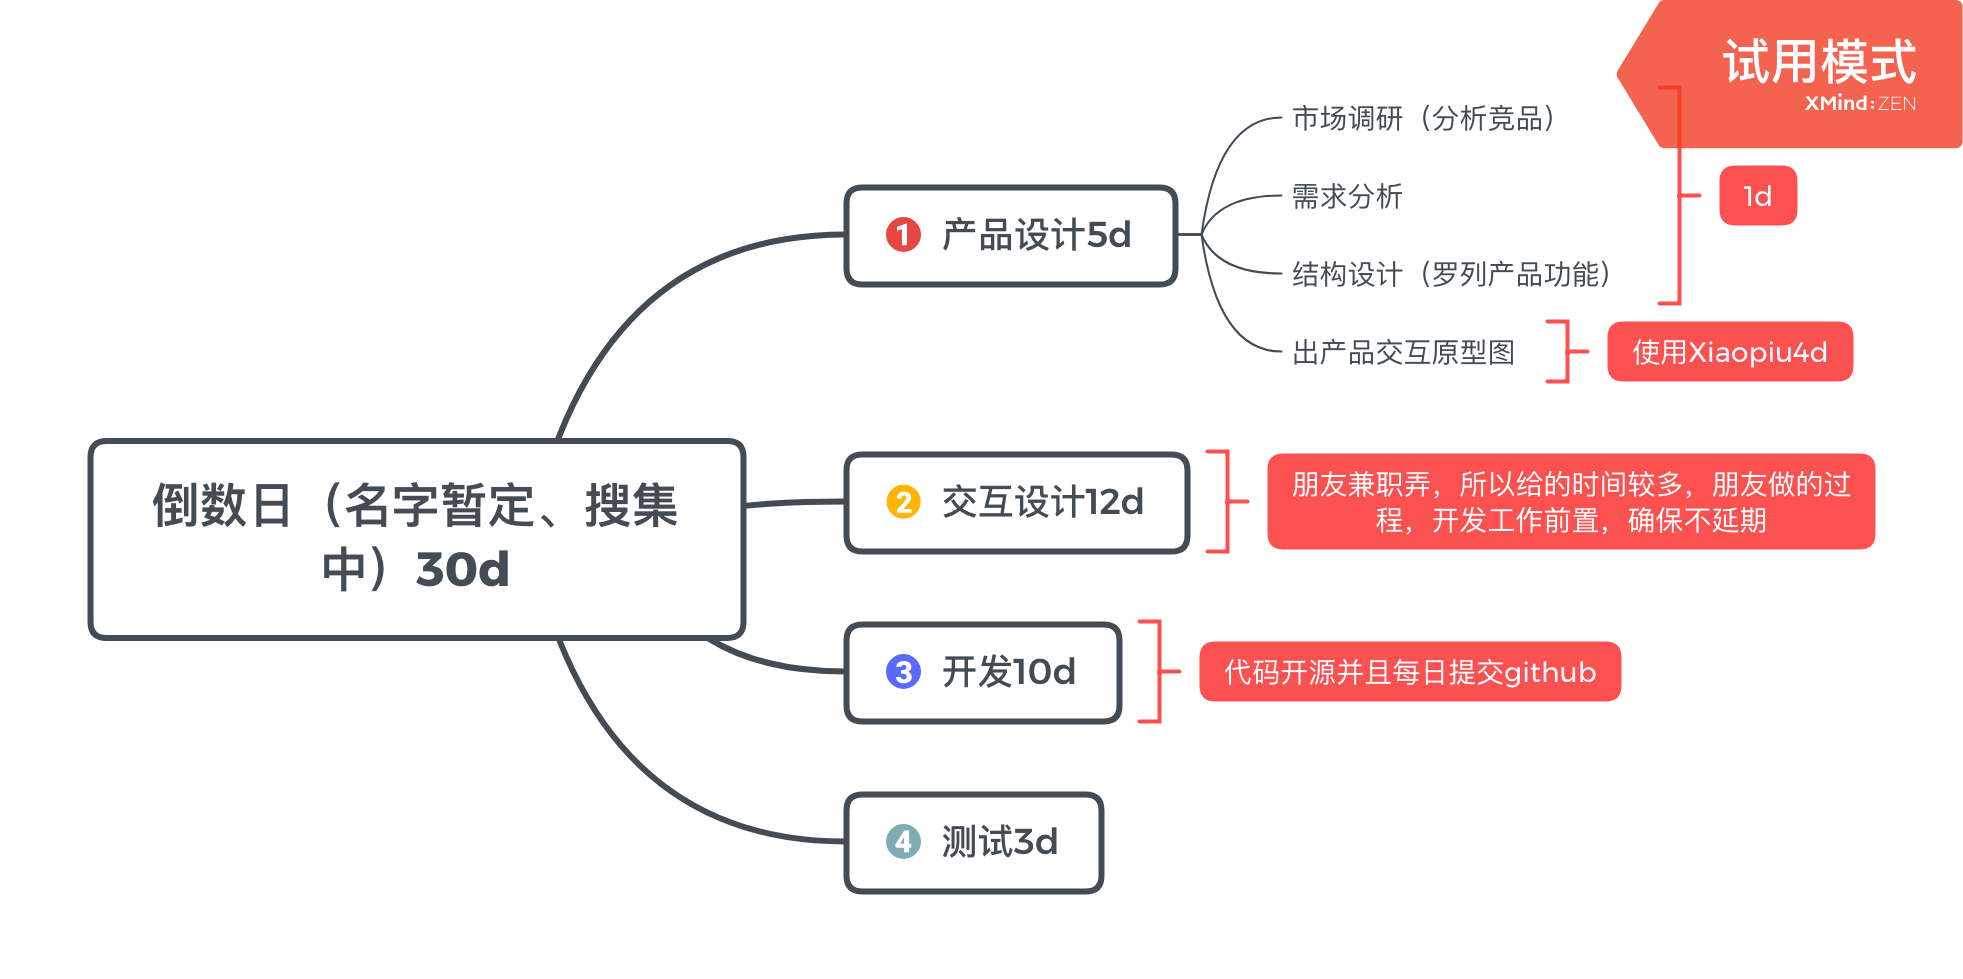 试用模式
XMind:ZEN
市场调研（分析竞品）
需求分析
1d
1 产品设计5d
结构设计（罗列产品功能）
出产品交互原型图
使用Xiaopiu4d
倒数日（名字暂定、搜集
中）30d
2 交互设计12d
朋友兼职弄，所以给的时间较多，朋友做的过
程，开发工作前置，确保不延期
3 开发10d
代码开源并且每日提交github
4 测试3d